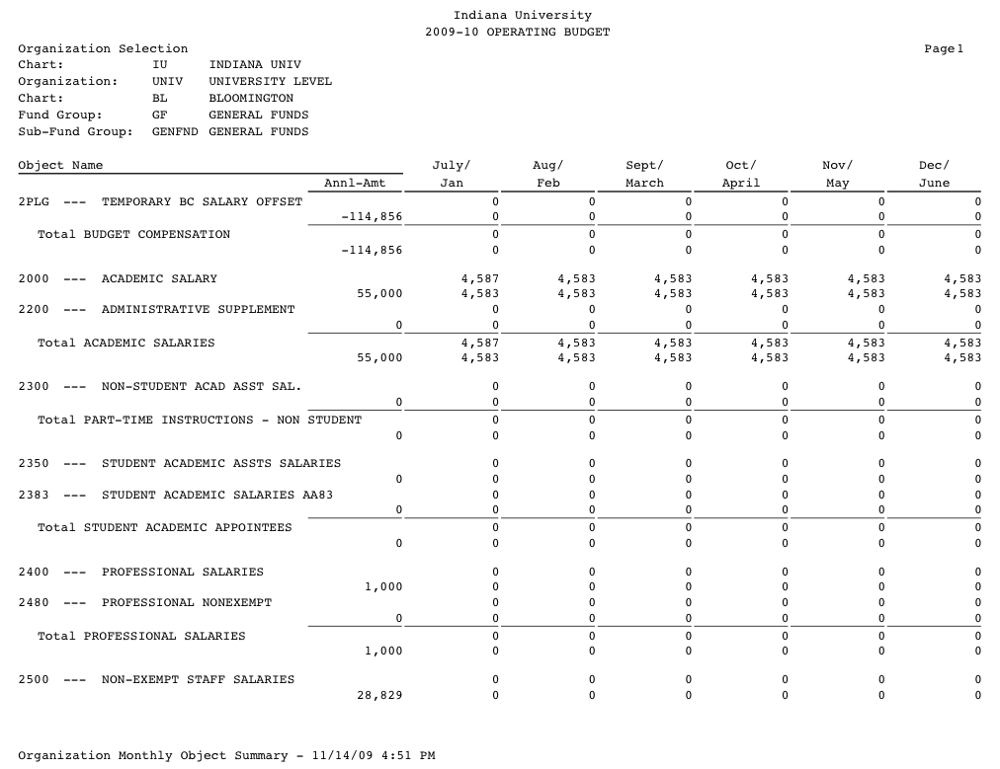 Indiana University
2009-10 OPERATING BUDGET
Organization Selection Page1
Chart: IU INDIANA UNIV
Organization: UNIV UNIVERSITY LEVEL
Chart: BL BLOOMINGTON
Fund Group: GF GENERAL FUNDS
Sub-Fund Group: GENFND GENERAL FUNDS
Object Name July/ Aug/ Sept/ Oct/ Nov/ Dec/
Annl-Amt Jan Feb March April May June
2PLG --- TEMPORARY BC SALARY OFFSET 0 0 0 0 0 0
-114,856 0 0 0 0 0 0
Total BUDGET COMPENSATION 0 0 0 0 0 0
-114,856 0 0 0 0 0 0
2000 --- ACADEMIC SALARY 4,587 4,583 4,583 4,583 4,583 4,583
55,000 4,583 4,583 4,583 4,583 4,583 4,583
2200 --- ADMINISTRATIVE SUPPLEMENT 0 0 0 0 0 0
0 0 0 0 0 0 0
Total ACADEMIC SALARIES 4,587 4,583 4,583 4,583 4,583 4,583
55,000 4,583 4,583 4,583 4,583 4,583 4,583
2300 --- NON-STUDENT ACAD ASST SAL. 0 0 0 0 0 0
0 0 0 0 0 0 0
Total PART-TIME INSTRUCTIONS - NON STUDENT 0 0 0 0 0 0
0 0 0 0 0 0 0
2350 --- STUDENT ACADEMIC ASSTS SALARIES 0 0 0 0 0 0
0 0 0 0 0 0 0
2383 --- STUDENT ACADEMIC SALARIES AA83 0 0 0 0 0 0
0 0 0 0 0 0 0
Total STUDENT ACADEMIC APPOINTEES 0 0 0 0 0 0
0 0 0 0 0 0 0
2400 --- PROFESSIONAL SALARIES 0 0 0 0 0 0
1,000 0 0 0 0 0 0
2480 --- PROFESSIONAL NONEXEMPT 0 0 0 0 0 0
0 0 0 0 0 0 0
Total PROFESSIONAL SALARIES 0 0 0 0 0 0
1,000 0 0 0 0 0 0
2500 --- NON-EXEMPT STAFF SALARIES 0 0 0 0 0 0
28,829 0 0 0 0 0 0
Organization Monthly Object Summary - 11/14/09 4:51 PM